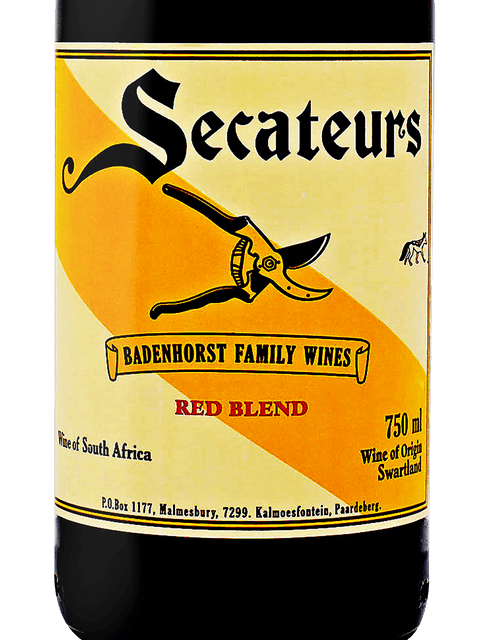 Secateurs
BADENHORST FAMILY WINES
RED BLEND
Wine of South Africa
750 ml
Wine of Origin
Swartland
P.O.Box 1177, Malmesbury, 7299. Kalmoesfontein, Paardeberg.